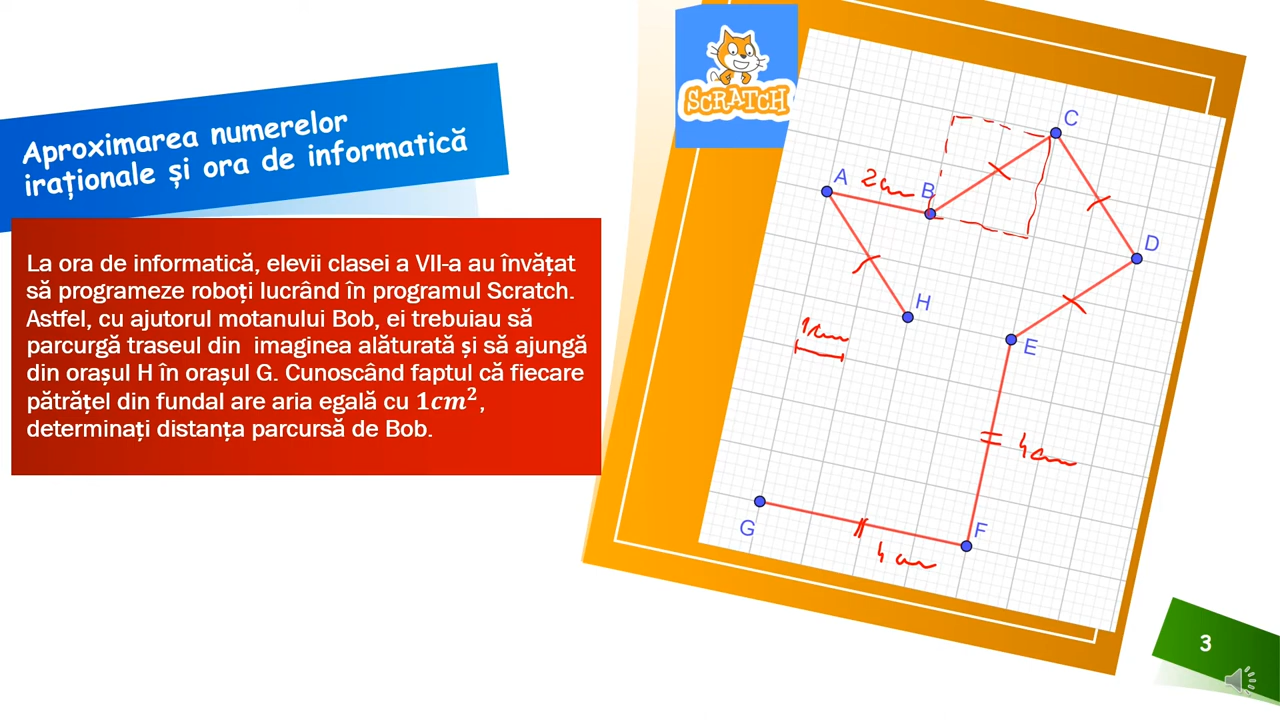 Aproximarea numerelor
iraționale și ora de informatică
La ora de informatică, elevii clasei a VII-a au învățat
să programeze roboți lucrând în programul Scratch.
Astfel, cu ajutorul motanului Bob, ei trebuiau să
parcurgă traseul din imaginea alăturată și să ajungă
din orașul H în orașul G. Cunoscând faptul că fiecare
pătrățel din fundal are aria egală cu 1cm²,
determinați distanța parcursă de Bob.
SCRATCH
C
A
2cm
B
D
H
1cm
E
4cm
G
F
4cm
3